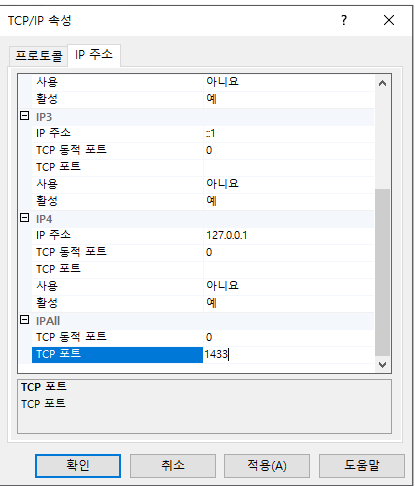 TCP/IP 속성 ? ×
프로토콜 IP 주소
사용 아니요
활성 예
IP3
IP 주소 ::1
TCP 동적 포트 0
TCP 포트
사용 아니요
활성 예
IP4
IP 주소 127.0.0.1
TCP 동적 포트 0
TCP 포트
사용 아니요
활성 예
IPAll
TCP 동적 포트 0
TCP 포트 1433
TCP 포트
TCP 포트
확인 취소 적용(A) 도움말